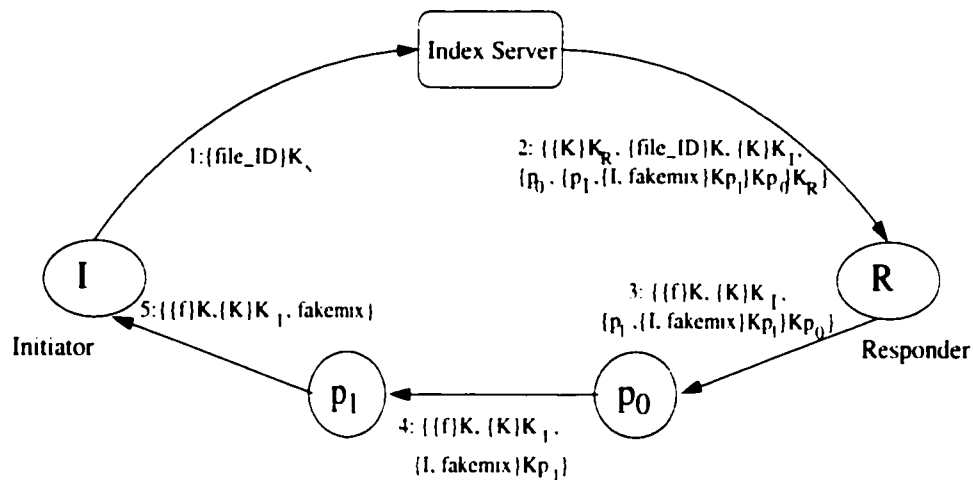 Index Server
1:{file_ID}K
2: {{K}K_R, {file_ID}K, {K}K_I,
{p_0, {p_1, {I, fakemix}Kp_1}Kp_0}K_R}
I
R
5:{{f}K,{K}K_I, fakemix}
3: {{f}K, {K}K_I,
{p_1, {I, fakemix}Kp_1}Kp_0}
Initiator
Responder
p_1
p_0
4: {{f}K, {K}K_I,
{I, fakemix}Kp_1}